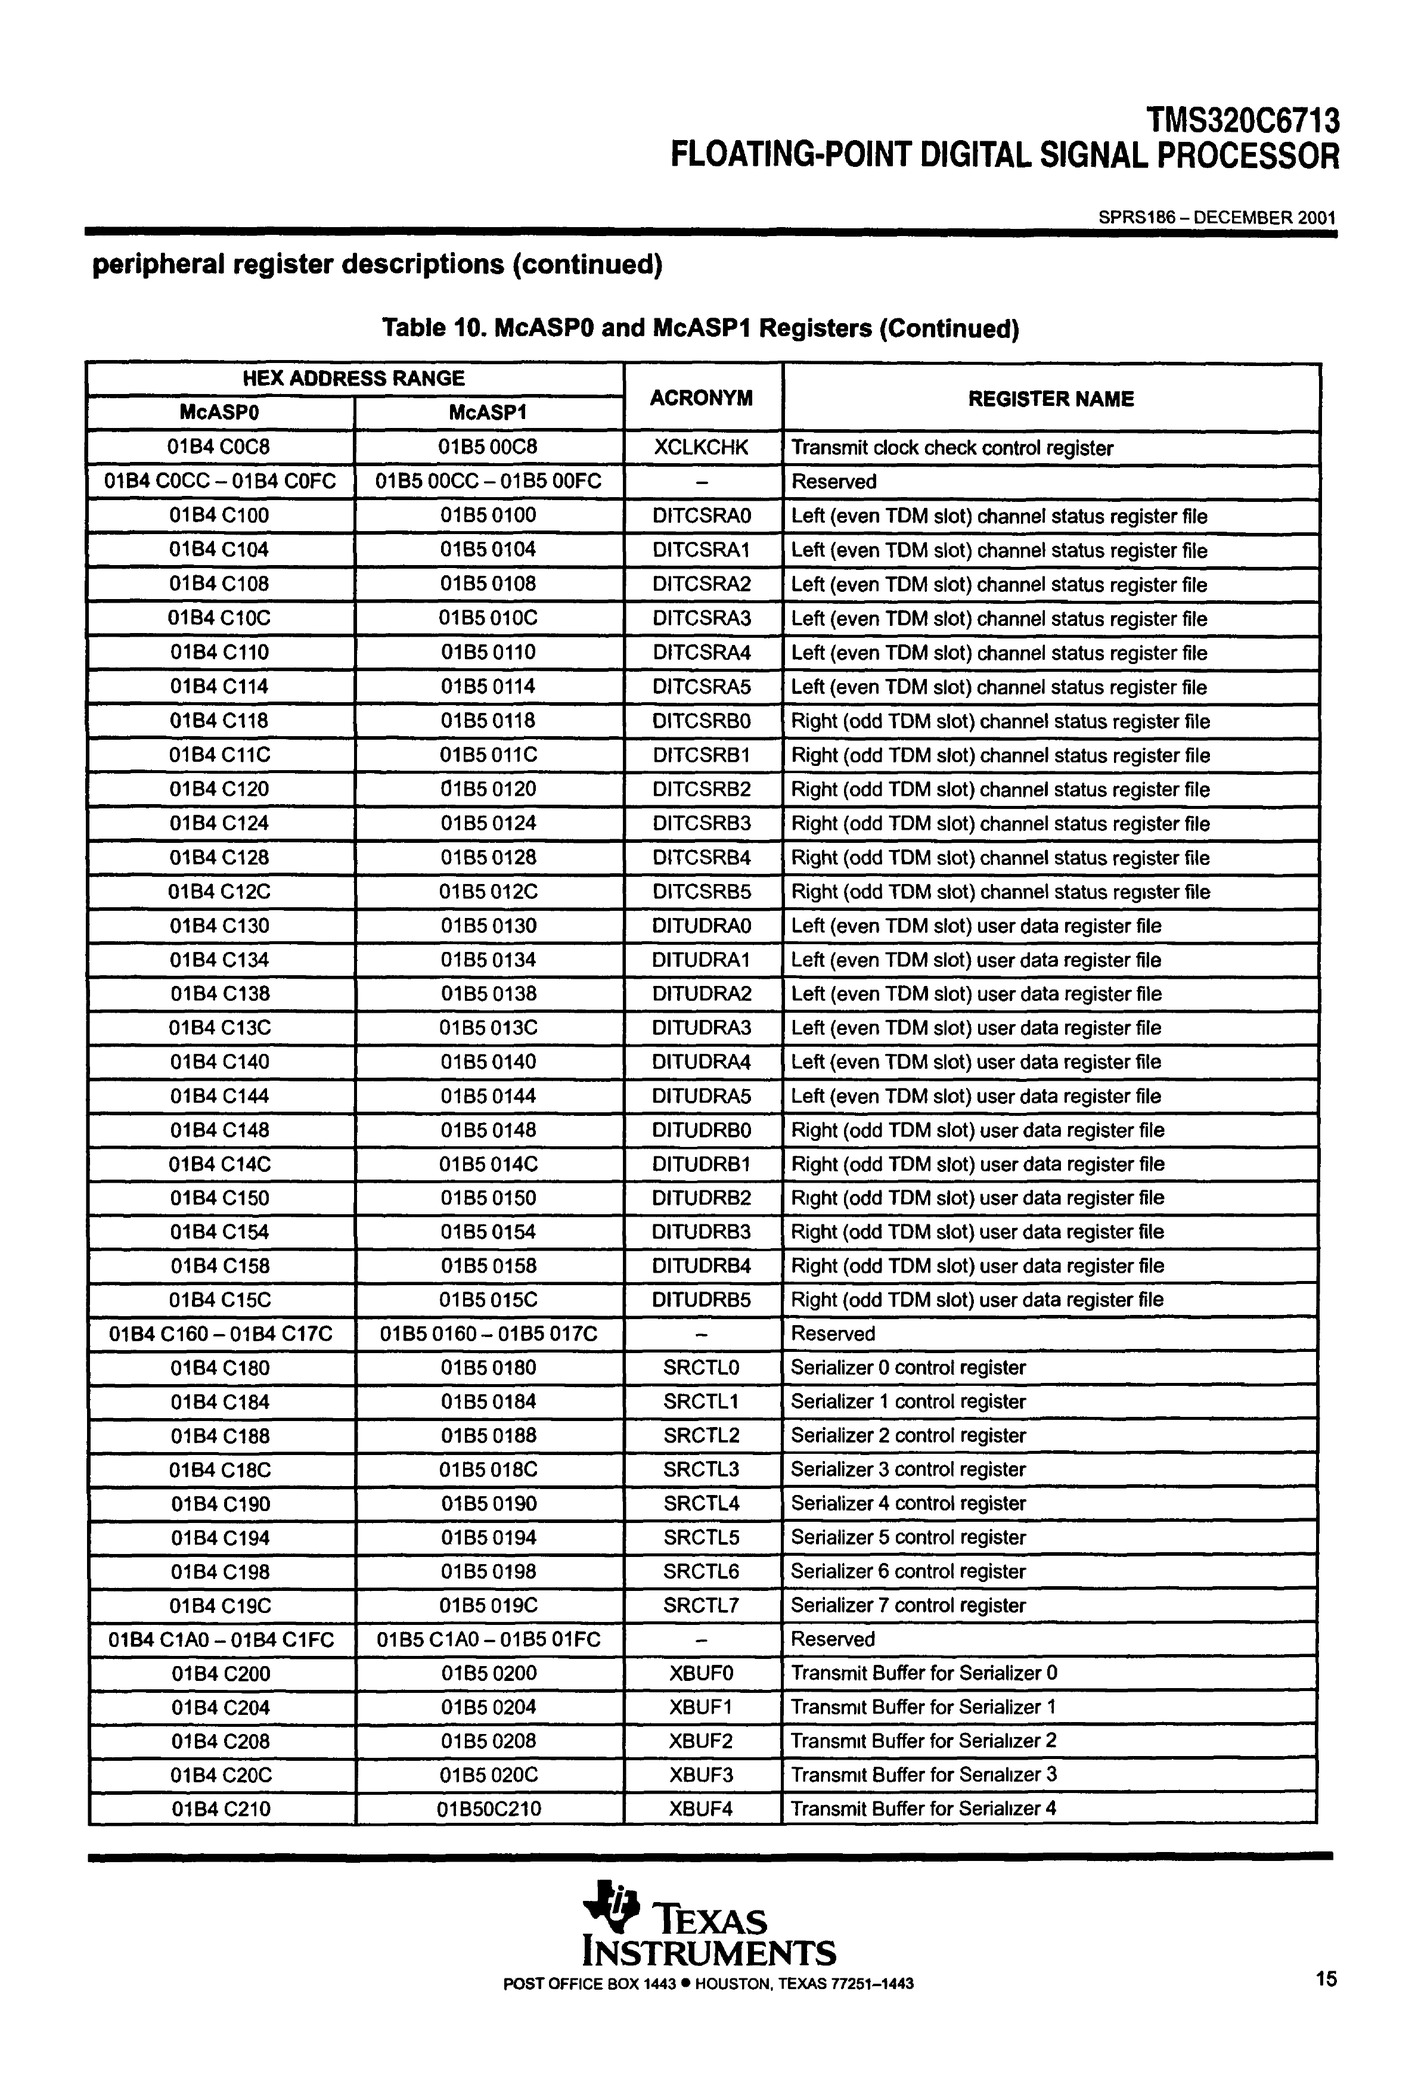 TMS320C6713
FLOATING-POINT DIGITAL SIGNAL PROCESSOR
SPRS186 – DECEMBER 2001
peripheral register descriptions (continued)
Table 10. McASP0 and McASP1 Registers (Continued)
HEX ADDRESS RANGE ACRONYM REGISTER NAME
McASP0 McASP1
01B4 C0C8 01B5 00C8 XCLKCHK Transmit clock check control register
01B4 C0CC – 01B4 C0FC 01B5 00CC – 01B5 00FC – Reserved
01B4 C100 01B5 0100 DITCSRA0 Left (even TDM slot) channel status register file
01B4 C104 01B5 0104 DITCSRA1 Left (even TDM slot) channel status register file
01B4 C108 01B5 0108 DITCSRA2 Left (even TDM slot) channel status register file
01B4 C10C 01B5 010C DITCSRA3 Left (even TDM slot) channel status register file
01B4 C110 01B5 0110 DITCSRA4 Left (even TDM slot) channel status register file
01B4 C114 01B5 0114 DITCSRA5 Left (even TDM slot) channel status register file
01B4 C118 01B5 0118 DITCSRB0 Right (odd TDM slot) channel status register file
01B4 C11C 01B5 011C DITCSRB1 Right (odd TDM slot) channel status register file
01B4 C120 01B5 0120 DITCSRB2 Right (odd TDM slot) channel status register file
01B4 C124 01B5 0124 DITCSRB3 Right (odd TDM slot) channel status register file
01B4 C128 01B5 0128 DITCSRB4 Right (odd TDM slot) channel status register file
01B4 C12C 01B5 012C DITCSRB5 Right (odd TDM slot) channel status register file
01B4 C130 01B5 0130 DITUDRA0 Left (even TDM slot) user data register file
01B4 C134 01B5 0134 DITUDRA1 Left (even TDM slot) user data register file
01B4 C138 01B5 0138 DITUDRA2 Left (even TDM slot) user data register file
01B4 C13C 01B5 013C DITUDRA3 Left (even TDM slot) user data register file
01B4 C140 01B5 0140 DITUDRA4 Left (even TDM slot) user data register file
01B4 C144 01B5 0144 DITUDRA5 Left (even TDM slot) user data register file
01B4 C148 01B5 0148 DITUDRB0 Right (odd TDM slot) user data register file
01B4 C14C 01B5 014C DITUDRB1 Right (odd TDM slot) user data register file
01B4 C150 01B5 0150 DITUDRB2 Right (odd TDM slot) user data register file
01B4 C154 01B5 0154 DITUDRB3 Right (odd TDM slot) user data register file
01B4 C158 01B5 0158 DITUDRB4 Right (odd TDM slot) user data register file
01B4 C15C 01B5 015C DITUDRB5 Right (odd TDM slot) user data register file
01B4 C160 – 01B4 C17C 01B5 0160 – 01B5 017C – Reserved
01B4 C180 01B5 0180 SRCTL0 Serializer 0 control register
01B4 C184 01B5 0184 SRCTL1 Serializer 1 control register
01B4 C188 01B5 0188 SRCTL2 Serializer 2 control register
01B4 C18C 01B5 018C SRCTL3 Serializer 3 control register
01B4 C190 01B5 0190 SRCTL4 Serializer 4 control register
01B4 C194 01B5 0194 SRCTL5 Serializer 5 control register
01B4 C198 01B5 0198 SRCTL6 Serializer 6 control register
01B4 C19C 01B5 019C SRCTL7 Serializer 7 control register
01B4 C1A0 – 01B4 C1FC 01B5 C1A0 – 01B5 01FC – Reserved
01B4 C200 01B5 0200 XBUF0 Transmit Buffer for Serializer 0
01B4 C204 01B5 0204 XBUF1 Transmit Buffer for Serializer 1
01B4 C208 01B5 0208 XBUF2 Transmit Buffer for Serializer 2
01B4 C20C 01B5 020C XBUF3 Transmit Buffer for Serializer 3
01B4 C210 01B50C210 XBUF4 Transmit Buffer for Serializer 4
TEXAS
INSTRUMENTS
POST OFFICE BOX 1443 ● HOUSTON, TEXAS 77251–1443
15